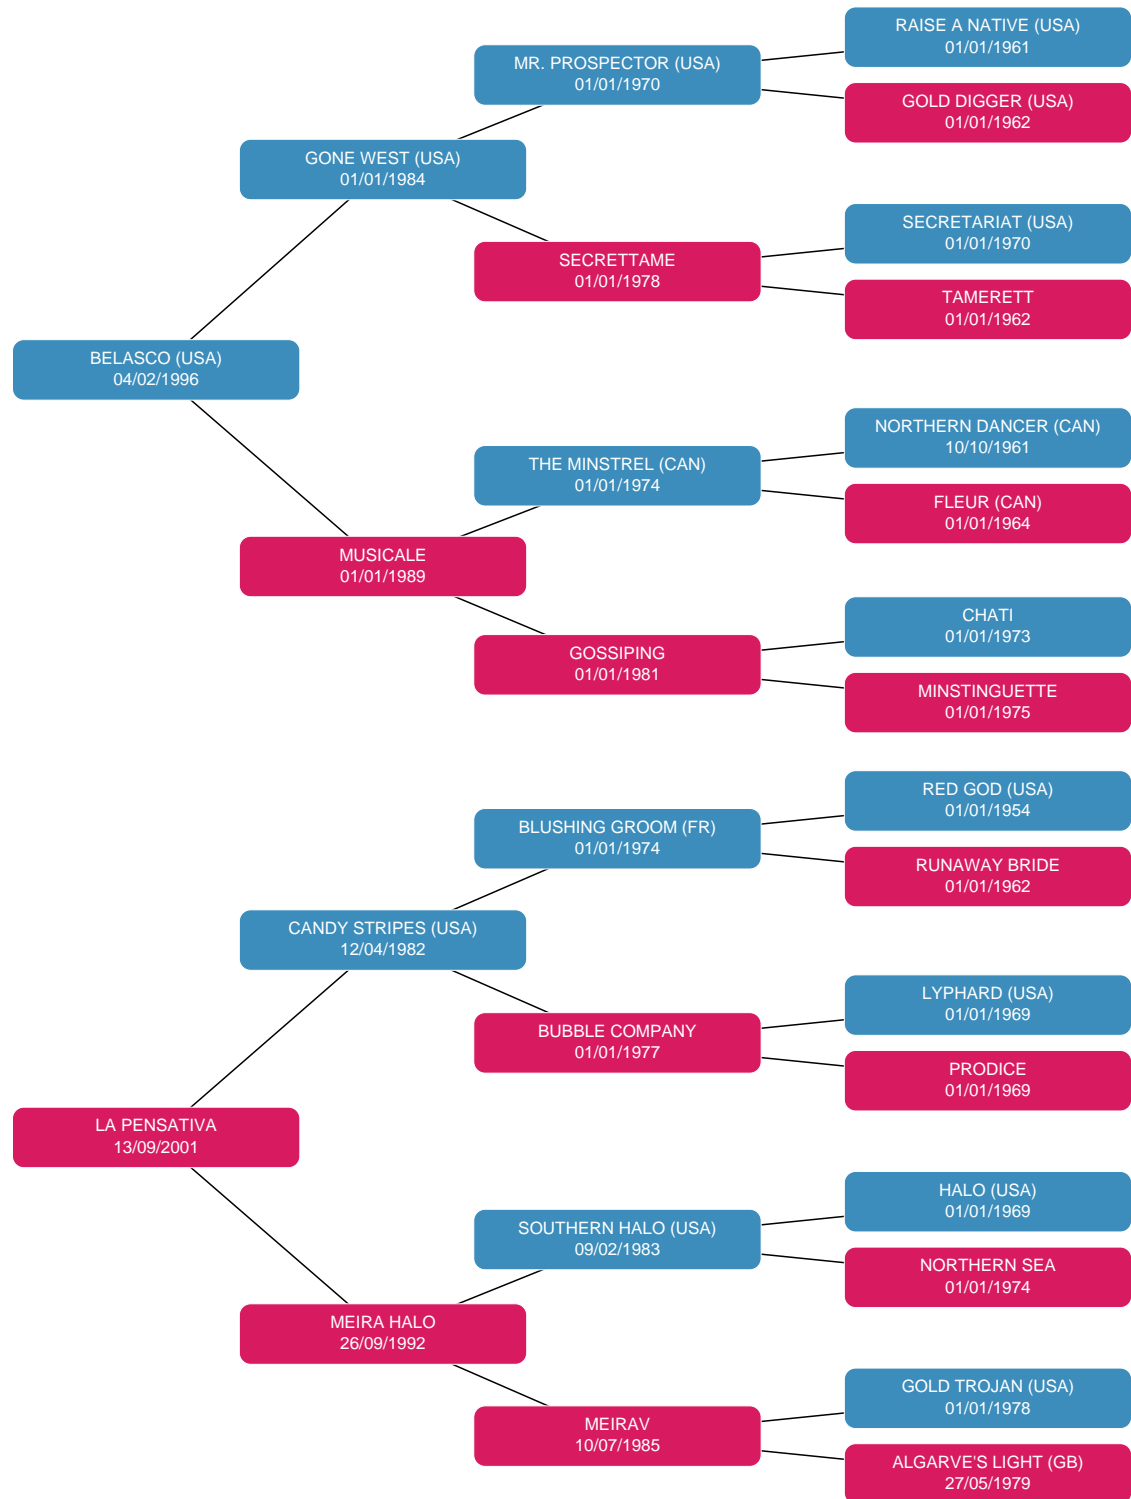 RAISE A NATIVE (USA)
01/01/1961
MR. PROSPECTOR (USA)
01/01/1970
GOLD DIGGER (USA)
01/01/1962
GONE WEST (USA)
01/01/1984
SECRETARIAT (USA)
01/01/1970
SECRETTAME
01/01/1978
TAMERETT
01/01/1962
BELASCO (USA)
04/02/1996
NORTHERN DANCER (CAN)
10/10/1961
THE MINSTREL (CAN)
01/01/1974
FLEUR (CAN)
01/01/1964
MUSICALE
01/01/1989
CHATI
01/01/1973
GOSSIPING
01/01/1981
MINSTINGUETTE
01/01/1975
RED GOD (USA)
01/01/1954
BLUSHING GROOM (FR)
01/01/1974
RUNAWAY BRIDE
01/01/1962
CANDY STRIPES (USA)
12/04/1982
LYPHARD (USA)
01/01/1969
BUBBLE COMPANY
01/01/1977
PRODICE
01/01/1969
LA PENSATIVA
13/09/2001
HALO (USA)
01/01/1969
SOUTHERN HALO (USA)
09/02/1983
NORTHERN SEA
01/01/1974
MEIRA HALO
26/09/1992
GOLD TROJAN (USA)
01/01/1978
MEIRAV
10/07/1985
ALGARVE'S LIGHT (GB)
27/05/1979